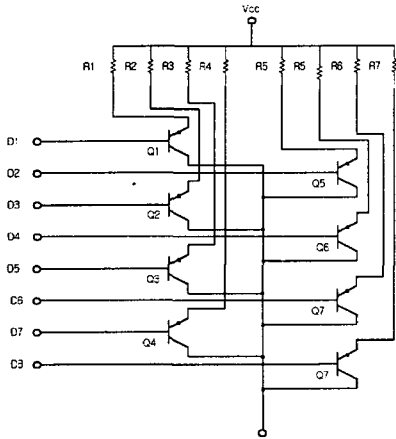 Vcc
R1 R2 R3 R4 R5 R5 R6 R7
D1
Q1
D2
Q5
D3
Q2
D4
Q6
D5
Q3
D6
Q7
D7
Q4
D8
Q7